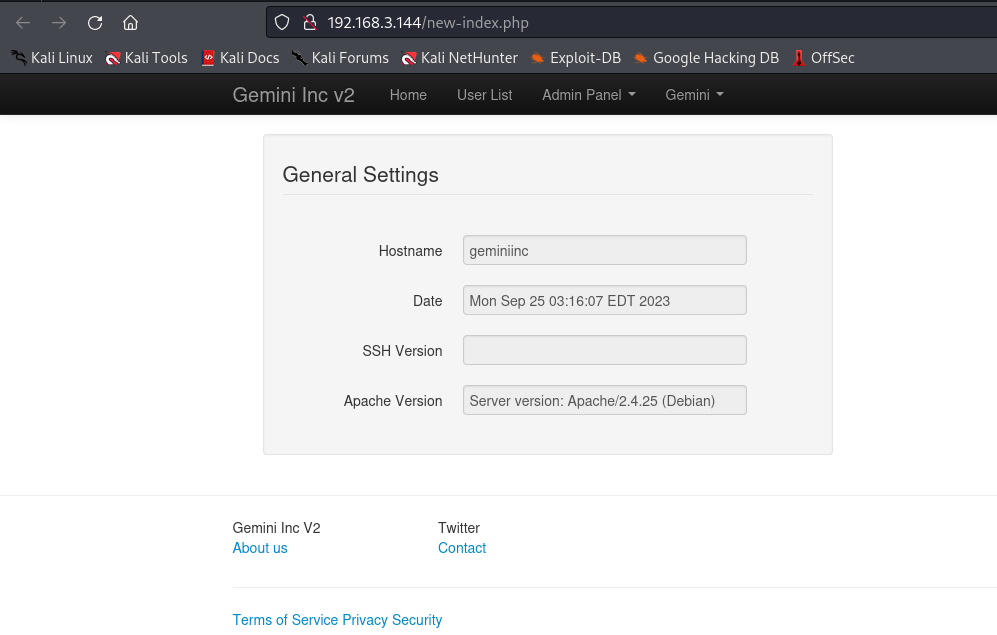 192.168.3.144/new-index.php
Kali Linux Kali Tools Kali Docs Kali Forums Kali NetHunter Exploit-DB Google Hacking DB OffSec
Gemini Inc v2 Home User List Admin Panel Gemini
General Settings
Hostname geminiinc
Date Mon Sep 25 03:16:07 EDT 2023
SSH Version
Apache Version Server version: Apache/2.4.25 (Debian)
Gemini Inc V2 Twitter
About us Contact
Terms of Service Privacy Security